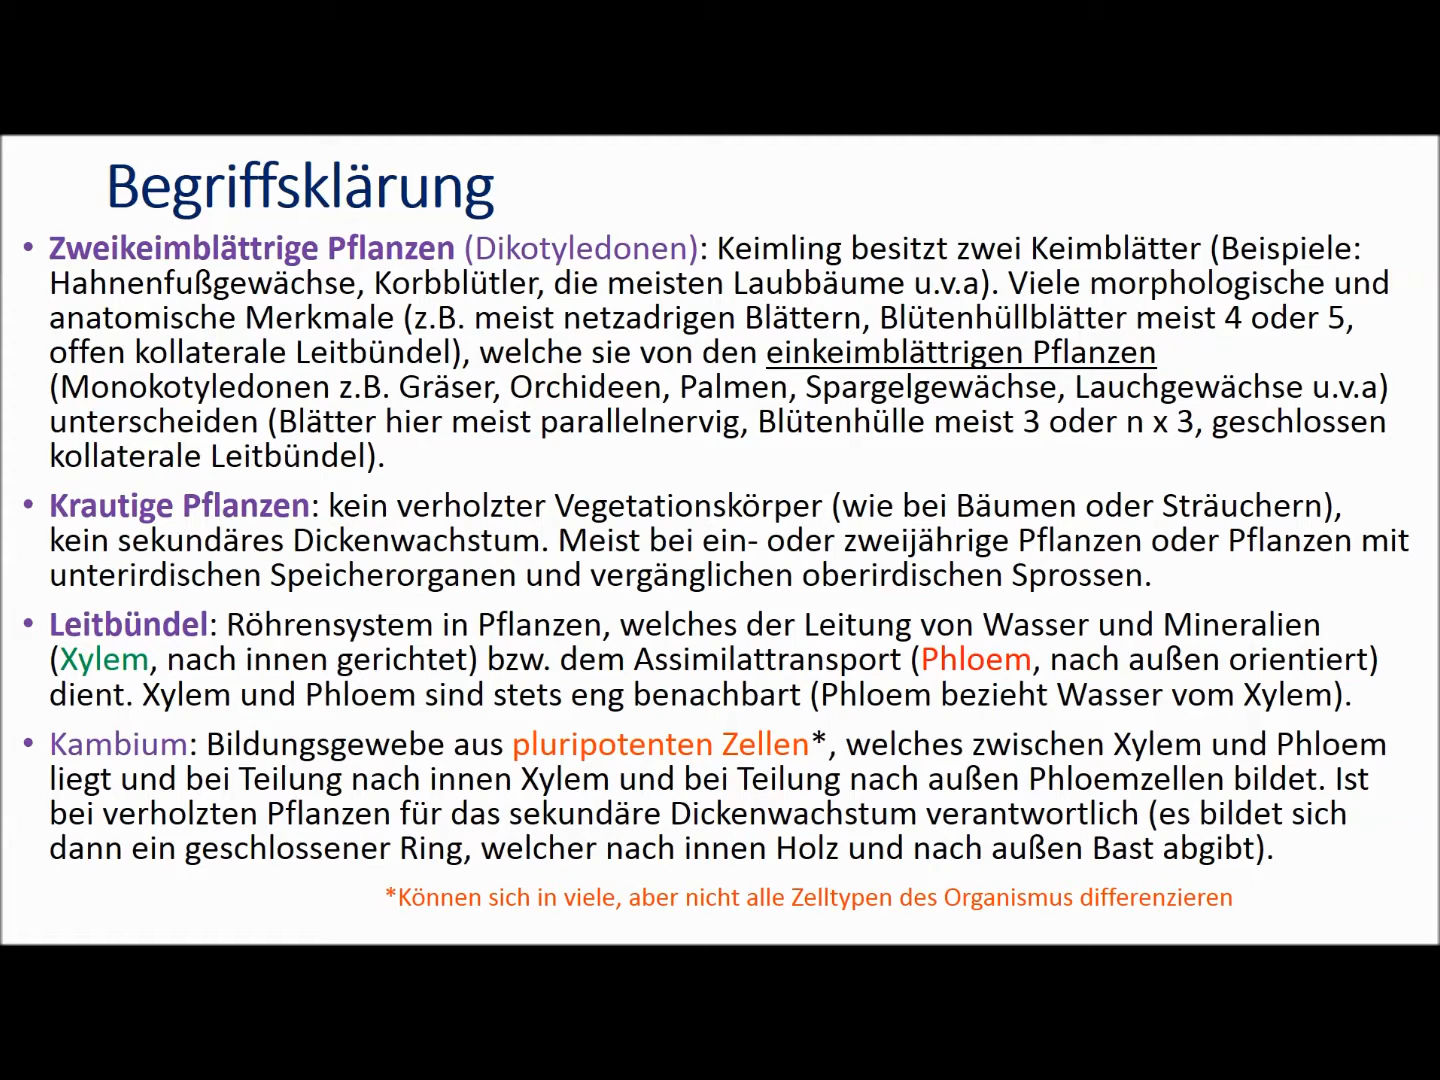 Begriffsklärung
• Zweikeimblättrige Pflanzen (Dikotyledonen): Keimling besitzt zwei Keimblätter (Beispiele:
Hahnenfußgewächse, Korbblütler, die meisten Laubbäume u.v.a). Viele morphologische und
anatomische Merkmale (z.B. meist netzadrigen Blättern, Blütenhüllblätter meist 4 oder 5,
offen kollaterale Leitbündel), welche sie von den einkeimblättrigen Pflanzen
(Monokotyledonen z.B. Gräser, Orchideen, Palmen, Spargelgewächse, Lauchgewächse u.v.a)
unterscheiden (Blätter hier meist parallelnervig, Blütenhülle meist 3 oder n x 3, geschlossen
kollaterale Leitbündel).
• Krautige Pflanzen: kein verholzter Vegetationskörper (wie bei Bäumen oder Sträuchern),
kein sekundäres Dickenwachstum. Meist bei ein- oder zweijährige Pflanzen oder Pflanzen mit
unterirdischen Speicherorganen und vergänglichen oberirdischen Sprossen.
• Leitbündel: Röhrensystem in Pflanzen, welches der Leitung von Wasser und Mineralien
(Xylem, nach innen gerichtet) bzw. dem Assimilattransport (Phloem, nach außen orientiert)
dient. Xylem und Phloem sind stets eng benachbart (Phloem bezieht Wasser vom Xylem).
• Kambium: Bildungsgewebe aus pluripotenten Zellen*, welches zwischen Xylem und Phloem
liegt und bei Teilung nach innen Xylem und bei Teilung nach außen Phloemzellen bildet. Ist
bei verholzten Pflanzen für das sekundäre Dickenwachstum verantwortlich (es bildet sich
dann ein geschlossener Ring, welcher nach innen Holz und nach außen Bast abgibt).
*Können sich in viele, aber nicht alle Zelltypen des Organismus differenzieren